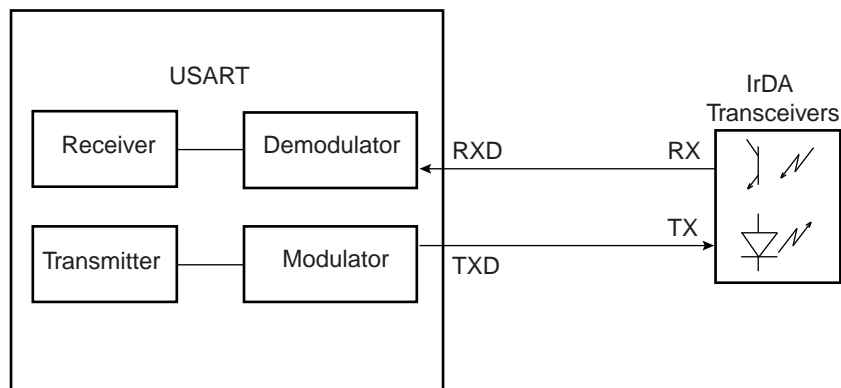 USART
IrDA
Transceivers
Receiver
Demodulator
RXD
RX
Transmitter
Modulator
TX
TXD